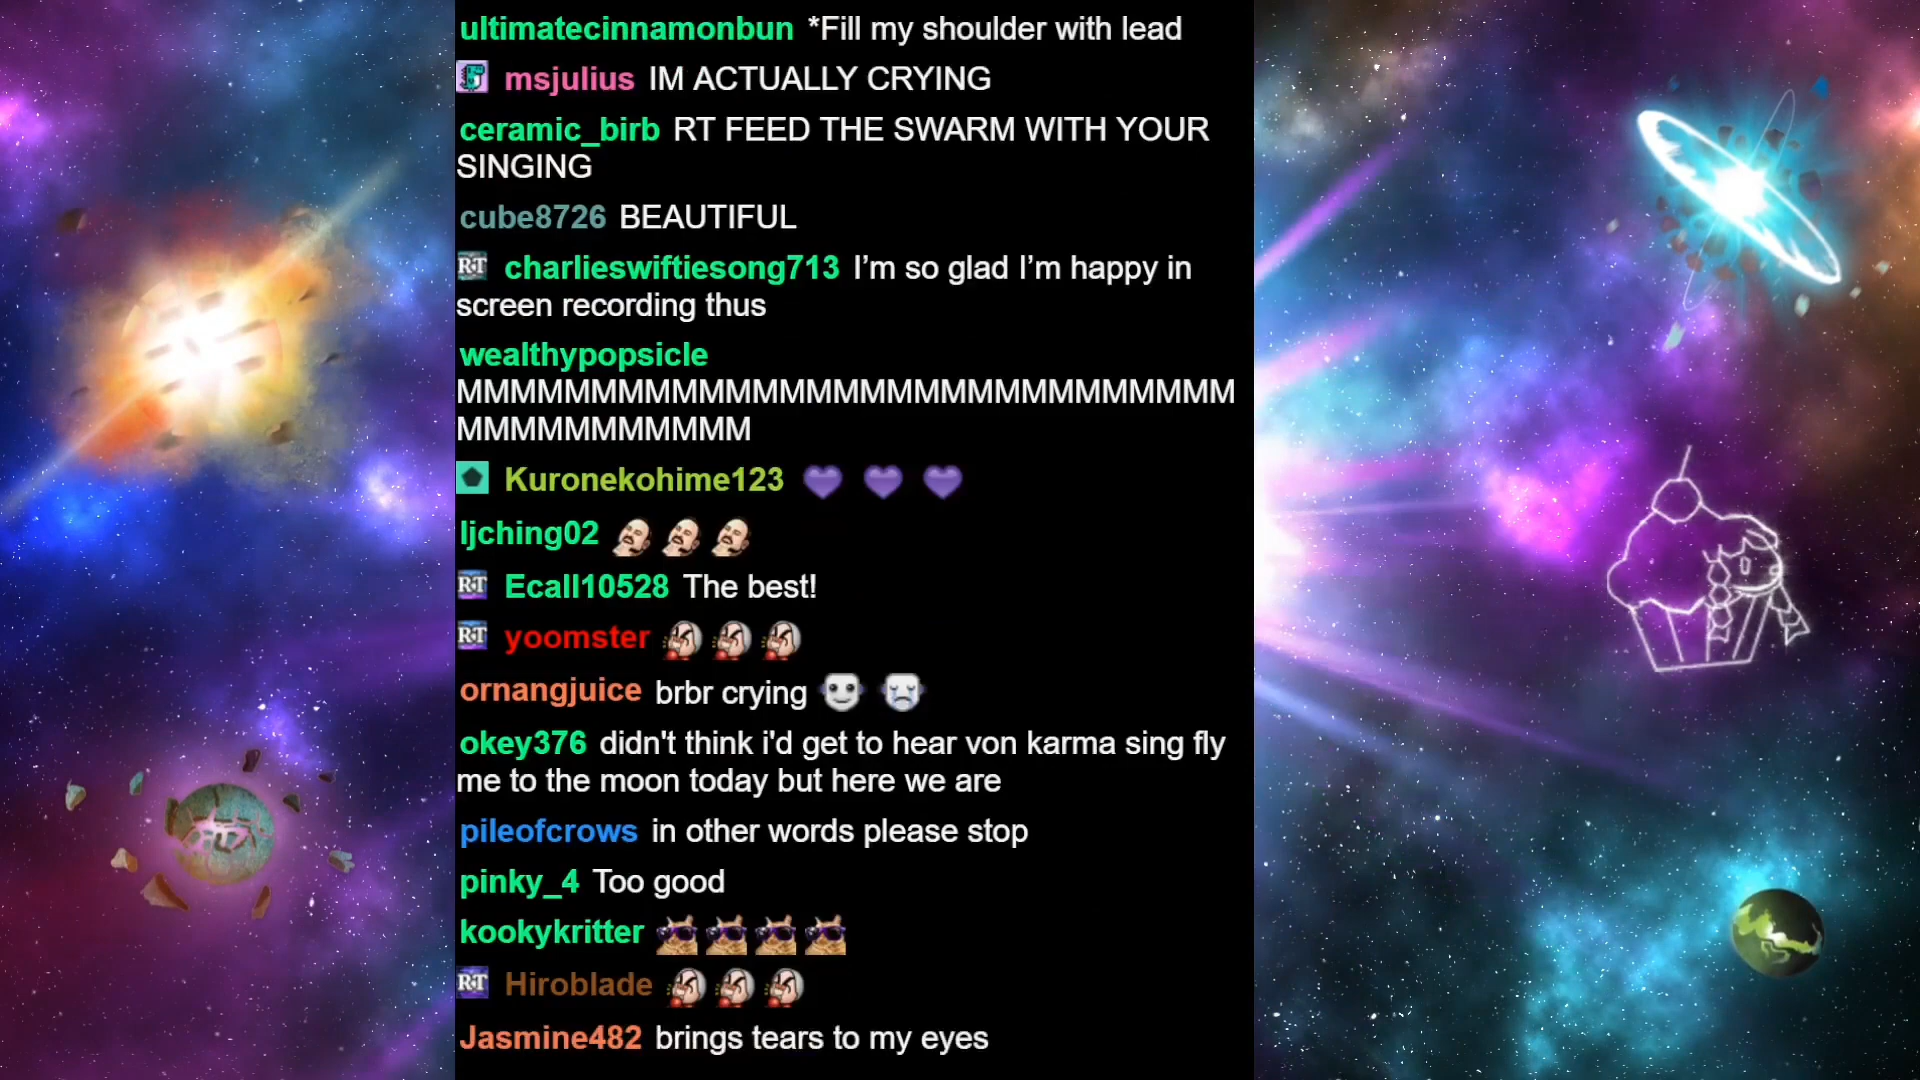 ultimatecinnamonbun *Fill my shoulder with lead
msjulius IM ACTUALLY CRYING
ceramic_birb RT FEED THE SWARM WITH YOUR
SINGING
cube8726 BEAUTIFUL
RT charlieswiftiesong713 I’m so glad I’m happy in
screen recording thus
wealthypopsicle
MMMMMMMMMMMMMMMMMMMMMMMMMMMMM
MMMMMMMMMMM
Kuronekohime123
ljching02
RT Ecall10528 The best!
RT yoomster
ornangjuice brbr crying
okey376 didn't think i'd get to hear von karma sing fly
me to the moon today but here we are
pileofcrows in other words please stop
pinky_4 Too good
kookykritter
RT Hiroblade
Jasmine482 brings tears to my eyes